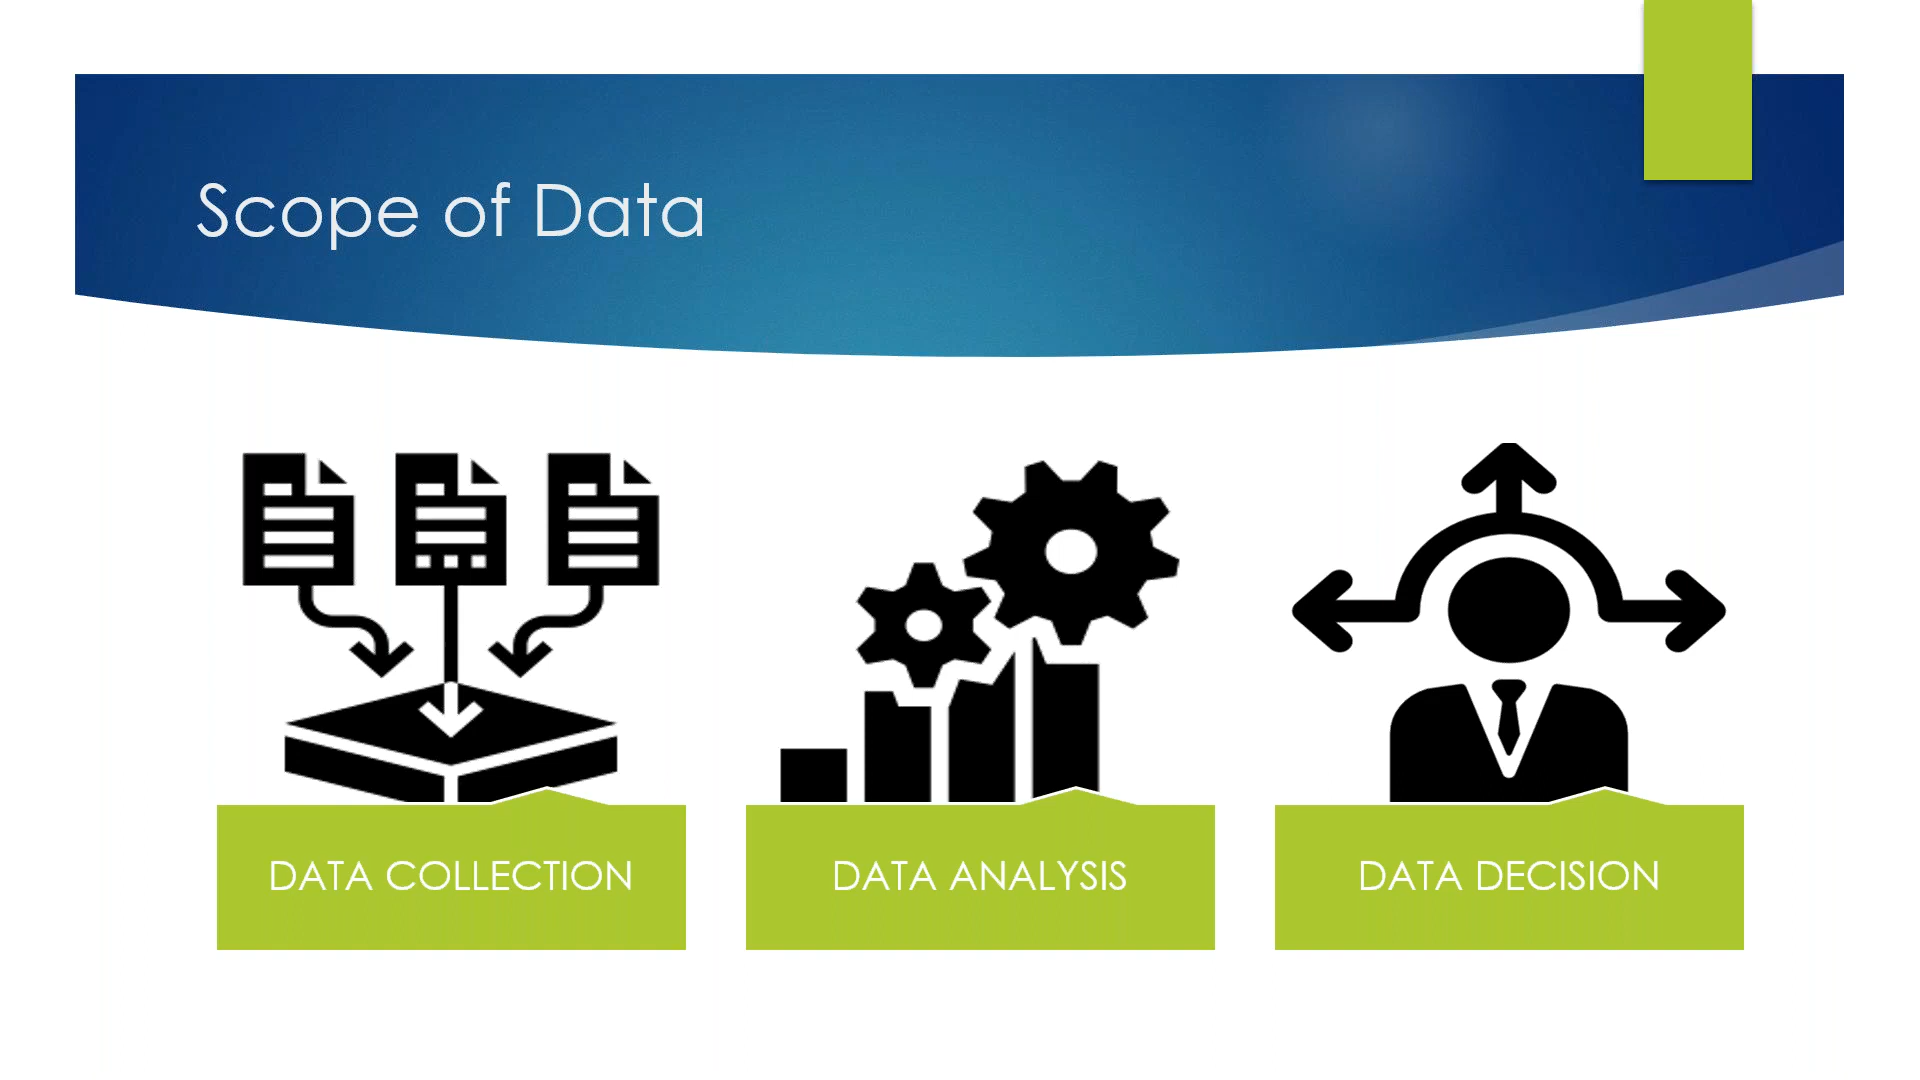 Scope of Data
DATA COLLECTION
DATA ANALYSIS
DATA DECISION